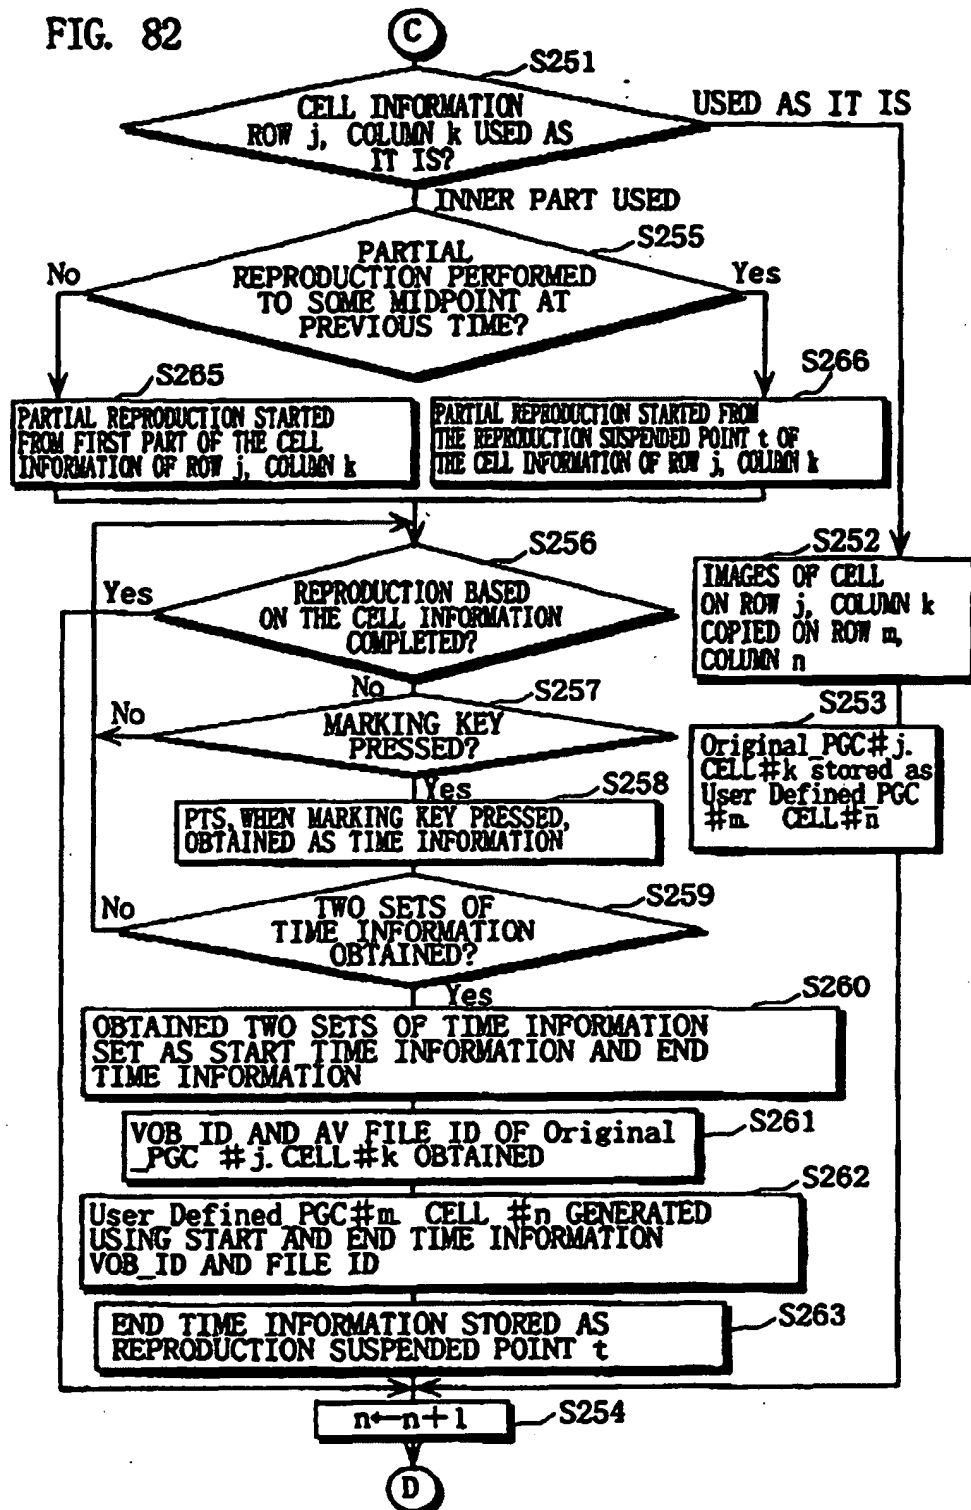 FIG. 82
C
S251
CELL INFORMATION
ROW j, COLUMN k USED AS
IT IS?
USED AS IT IS
INNER PART USED
S255
PARTIAL
REPRODUCTION PERFORMED
TO SOME MIDPOINT AT
PREVIOUS TIME?
No
Yes
S265
PARTIAL REPRODUCTION STARTED
FROM FIRST PART OF THE CELL
INFORMATION OF ROW j, COLUMN k
S266
PARTIAL REPRODUCTION STARTED FROM
THE REPRODUCTION SUSPENDED POINT t OF
THE CELL INFORMATION OF ROW j, COLUMN k
S256
REPRODUCTION BASED
ON THE CELL INFORMATION
COMPLETED?
Yes
No
S252
IMAGES OF CELL
ON ROW j, COLUMN k
COPIED ON ROW m,
COLUMN n
S257
MARKING KEY
PRESSED?
No
Yes
S253
Original_PGC#j.
CELL#k stored as
User Defined_PGC
#m CELL#n
S258
PTS, WHEN MARKING KEY PRESSED,
OBTAINED AS TIME INFORMATION
S259
TWO SETS OF
TIME INFORMATION
OBTAINED?
No
Yes
S260
OBTAINED TWO SETS OF TIME INFORMATION
SET AS START TIME INFORMATION AND END
TIME INFORMATION
S261
VOB_ID AND AV FILE ID OF Original
_PGC #j. CELL#k OBTAINED
S262
User_Defined_PGC#m CELL #n GENERATED
USING START AND END TIME INFORMATION
VOB_ID AND FILE ID
S263
END TIME INFORMATION STORED AS
REPRODUCTION SUSPENDED POINT t
n←n+1
S254
D